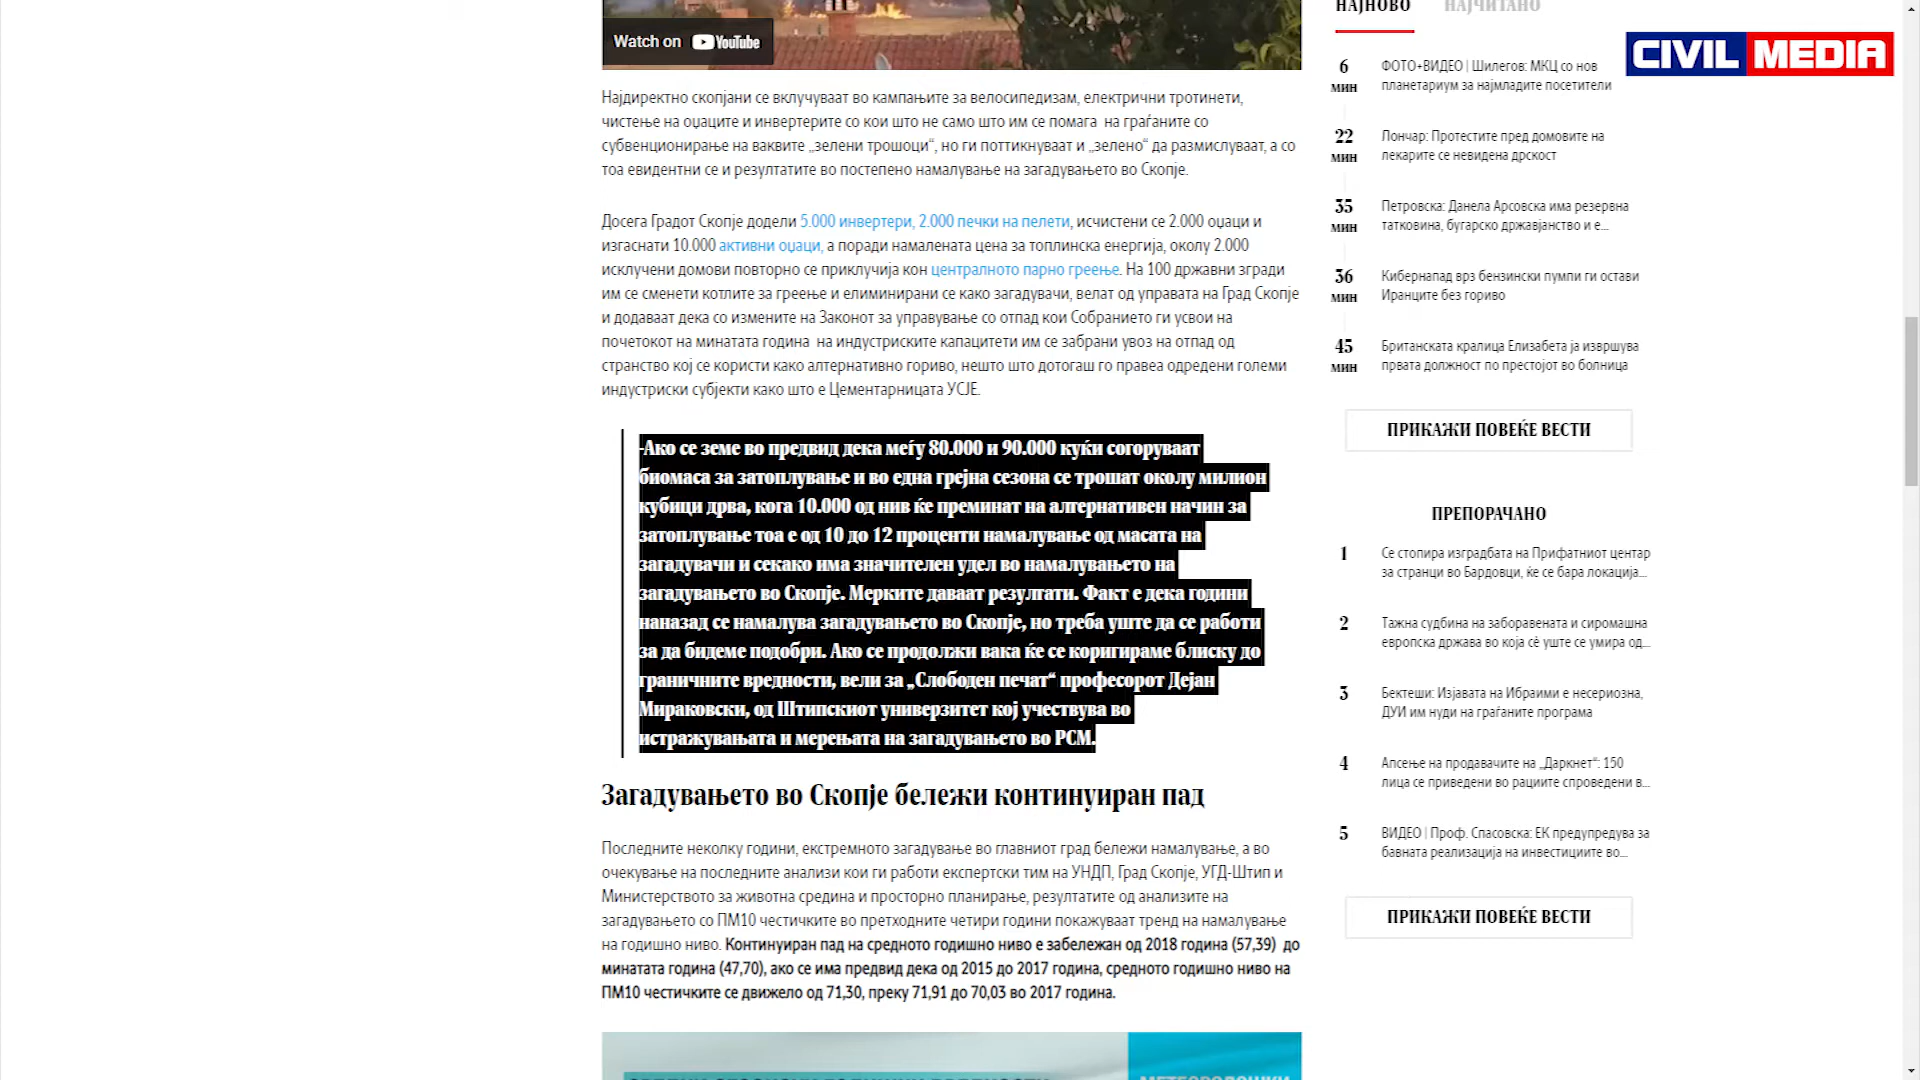 Watch on YouTube
Најдиректно скопјани се вклучуваат во кампањите за велосипедизам, електрични тротинети,
чистење на оџаците и инвертерите со кои што не само што им се помага на граѓаните со
субвенционирање на ваквите „зелени трошоци“, но ги поттикнуваат и „зелено“ да размислуваат, а со
тоа евидентни се и резултатите во постепено намалување на загадувањето во Скопје.
Досега Градот Скопје додели 5.000 инвертери, 2.000 печки на пелети, исчистени се 2.000 оџаци и
изгаснати 10.000 активни оџаци, а поради намалената цена за топлинска енергија, околу 2.000
исклучени домови повторно се приклучија кон централното парно греење. На 100 државни згради
им се сменети котлите за греење и елиминирани се како загадувачи, велат од управата на Град Скопје
и додаваат дека со измените на Законот за управување со отпад кои Собранието ги усвои на
почетокот на минатата година на индустриските капацитети им се забрани увоз на отпад од
странство кој се користи како алтернативно гориво, нешто што дотогаш го правеа одредени големи
индустриски субјекти како што е Цементарницата УСЈЕ.
-Ако се земе во предвид дека меѓу 80.000 и 90.000 куќи согоруваат
биомаса за затоплување и во една грејна сезона се трошат околу милион
кубици дрва, кога 10.000 од нив ќе преминат на алтернативен начин за
затоплување тоа е од 10 до 12 проценти намалување од масата на
загадувачи и секако има значителен удел во намалувањето на
загадувањето во Скопје. Мерките даваат резултати. Факт е дека години
наназад се намалува загадувањето во Скопје, но треба уште да се работи
за да бидеме подобри. Ако се продолжи вака ќе се коригираме блиску до
граничните вредности, вели за „Слободен печат“ професорот Дејан
Мираковски, од Штипскиот универзитет кој учествува во
истражувањата и мерењата на загадувањето во РСМ.
Загадувањето во Скопје бележи континуиран пад
Последните неколку години, екстремното загадување во главниот град бележи намалување, а во
очекување на последните анализи кои ги работи експертски тим на УНДП, Град Скопје, УГД-Штип и
Министерството за животна средина и просторно планирање, резултатите од анализите на
загадувањето со ПМ10 честичките во претходните четири години покажуваат тренд на намалување
на годишно ниво. Континуиран пад на средното годишно ниво е забележан од 2018 година (57,39) до
минатата година (47,70), ако се има предвид дека од 2015 до 2017 година, средното годишно ниво на
ПМ10 честичките се движело од 71,30, преку 71,91 до 70,03 во 2017 година.
НАЈНОВО НАЈЧИТАНО
CIVIL MEDIA
6 мин
ФОТО+ВИДЕО | Шилегов: МКЦ со нов
планетариум за најмладите посетители
22 мин
Лончар: Протестите пред домовите на
лекарите се невидена дрскост
35 мин
Петровска: Данела Арсовска има резервна
татковина, бугарско државјанство и е...
36 мин
Кибернапад врз бензински пумпи ги остави
Иранците без гориво
45 мин
Британската кралица Елизабета ја извршува
првата должност по престојот во болница
ПРИКАЖИ ПОВЕЌЕ ВЕСТИ
ПРЕПОРАЧАНО
1
Се стопира изградбата на Прифатниот центар
за странци во Бардовци, ќе се бара локација...
2
Тажна судбина на заборавената и сиромашна
европска држава во која сѐ уште се умира од...
3
Бектеши: Изјавата на Ибраими е несериозна,
ДУИ им нуди на граѓаните програма
4
Апсење на продавачите на „Даркнет“: 150
лица се приведени во рациите спроведени в...
5
ВИДЕО | Проф. Спасовска: ЕК предупредува за
бавната реализација на инвестициите во...
ПРИКАЖИ ПОВЕЌЕ ВЕСТИ